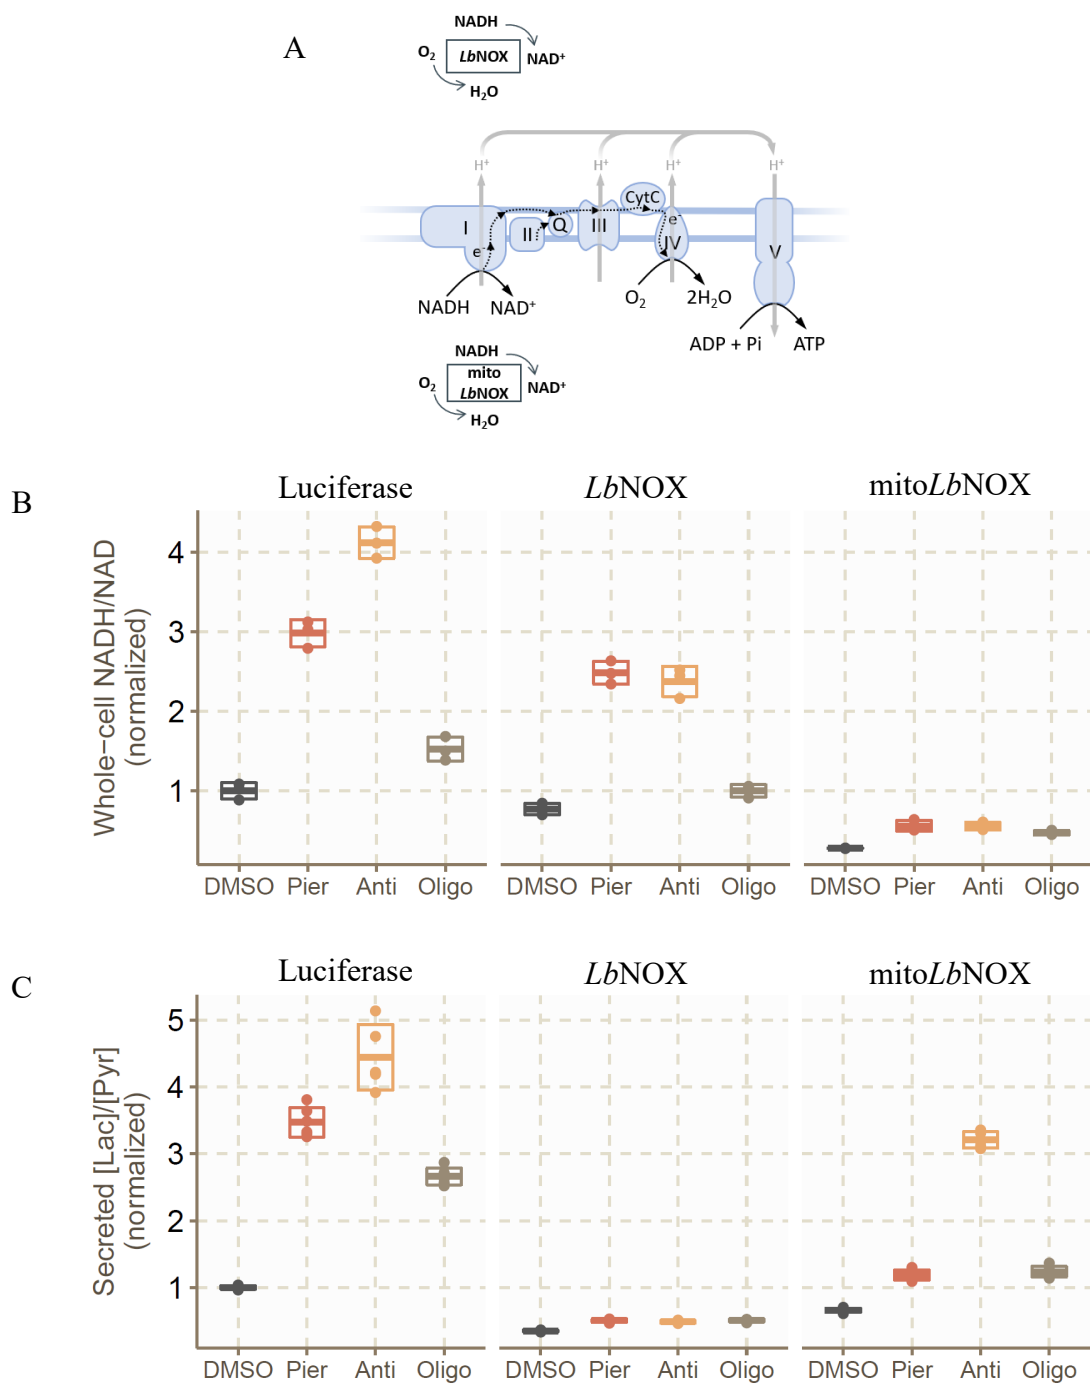 A
NADH
O2
LbNOX
NAD+
H2O
H+ H+ H+ H+
CytC
I
II
Q
III
e-
IV
V
e-
NADH NAD+
O2 2H2O
ADP + Pi ATP
NADH
O2
mito
LbNOX
NAD+
H2O
B
Luciferase LbNOX mitoLbNOX
Whole-cell NADH/NAD
(normalized)
4
3
2
1
DMSO Pier Anti Oligo DMSO Pier Anti Oligo DMSO Pier Anti Oligo
C
Luciferase LbNOX mitoLbNOX
Secreted [Lac]/[Pyr]
(normalized)
5
4
3
2
1
DMSO Pier Anti Oligo DMSO Pier Anti Oligo DMSO Pier Anti Oligo